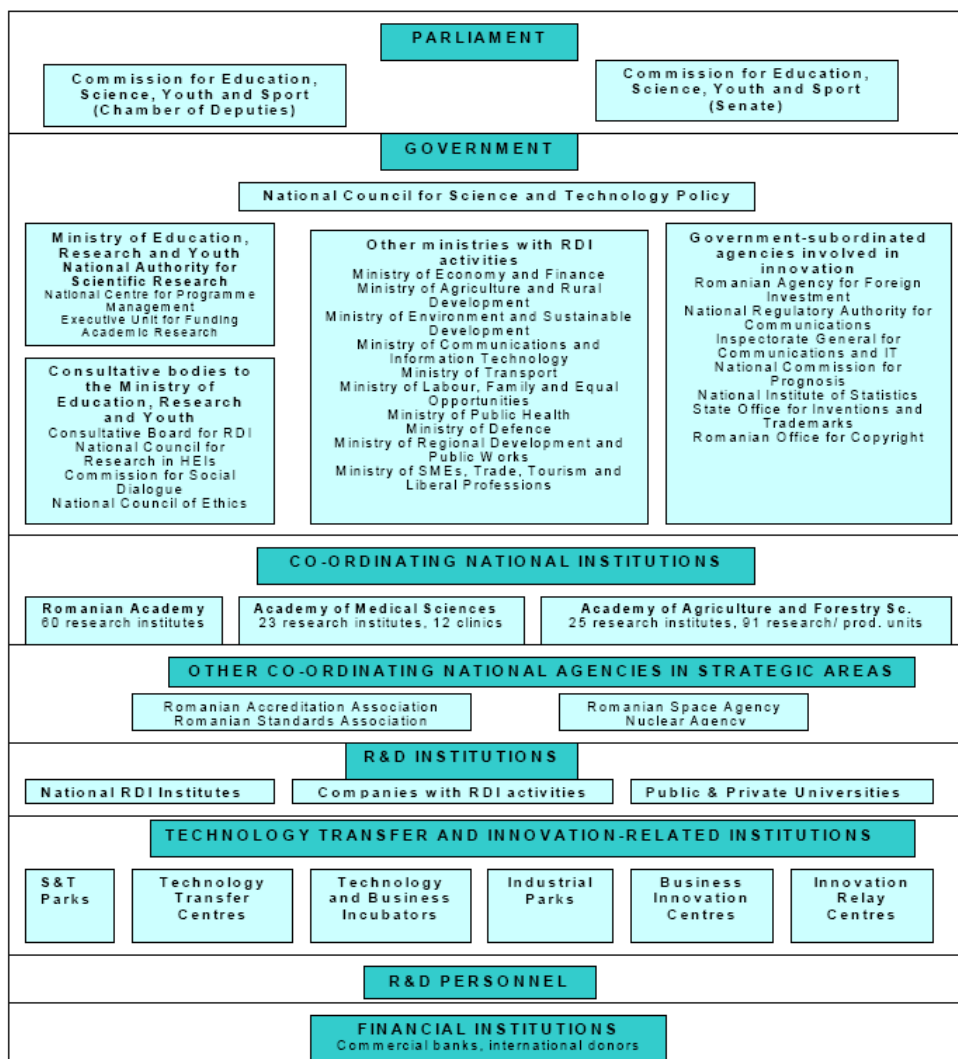 PARLIAMENT
Commission for Education,
Science, Youth and Sport
(Chamber of Deputies)
Commission for Education,
Science, Youth and Sport
(Senate)
GOVERNMENT
National Council for Science and Technology Policy
Ministry of Education,
Research and Youth
National Authority for
Scientific Research
National Centre for Programme
Management
Executive Unit for Funding
Academic Research
Consultative bodies to
the Ministry of
Education, Research
and Youth
Consultative Board for RDI
National Council for
Research in HEIs
Commission for Social
Dialogue
National Council of Ethics
Other ministries with RDI
activities
Ministry of Economy and Finance
Ministry of Agriculture and Rural
Development
Ministry of Environment and Sustainable
Development
Ministry of Communications and
Information Technology
Ministry of Transport
Ministry of Labour, Family and Equal
Opportunities
Ministry of Public Health
Ministry of Defence
Ministry of Regional Development and
Public Works
Ministry of SMEs, Trade, Tourism and
Liberal Professions
Government-subordinated
agencies involved in
innovation
Romanian Agency for Foreign
Investment
National Regulatory Authority for
Communications
Inspectorate General for
Communications and IT
National Commission for
Prognosis
National Institute of Statistics
State Office for Inventions and
Trademarks
Romanian Office for Copyright
CO-ORDINATING NATIONAL INSTITUTIONS
Romanian Academy
60 research institutes
Academy of Medical Sciences
23 research institutes, 12 clinics
Academy of Agriculture and Forestry Sc.
25 research institutes, 91 research/ prod. units
OTHER CO-ORDINATING NATIONAL AGENCIES IN STRATEGIC AREAS
Romanian Accreditation Association
Romanian Standards Association
Romanian Space Agency
Nuclear Agency
R&D INSTITUTIONS
National RDI Institutes
Companies with RDI activities
Public & Private Universities
TECHNOLOGY TRANSFER AND INNOVATION-RELATED INSTITUTIONS
S&T
Parks
Technology
Transfer
Centres
Technology
and Business
Incubators
Industrial
Parks
Business
Innovation
Centres
Innovation
Relay
Centres
R&D PERSONNEL
FINANCIAL INSTITUTIONS
Commercial banks, international donors